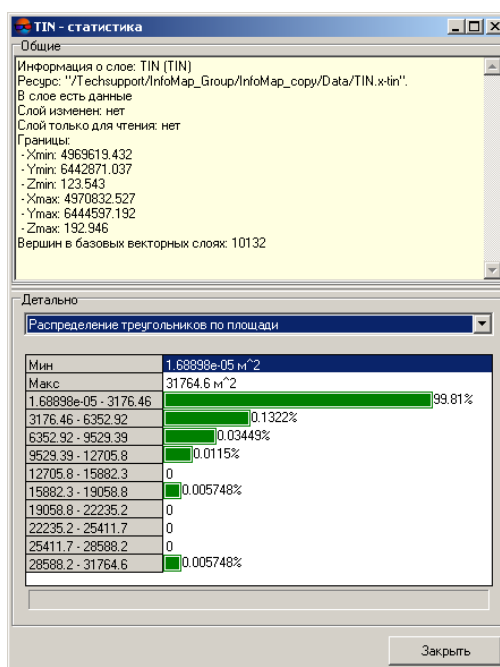 TIN - статистика
Общие
Информация о слое: TIN (TIN)
Ресурс: "/Techsupport/InfoMap_Group/InfoMap_copy/Data/TIN.x-tin".
В слое есть данные
Слой изменен: нет
Слой только для чтения: нет
Границы:
- Xmin: 4969619.432
- Ymin: 6442871.037
- Zmin: 123.543
- Xmax: 4970832.527
- Ymax: 6444597.192
- Zmax: 192.946
Вершин в базовых векторных слоях: 10132
Детально
Распределение треугольников по площади
Мин 1.68898e-05 м^2
Макс 31764.6 м^2
1.68898e-05 - 3176.46 99.81%
3176.46 - 6352.92 0.1322%
6352.92 - 9529.39 0.03449%
9529.39 - 12705.8 0.0115%
12705.8 - 15882.3 0
15882.3 - 19058.8 0.005748%
19058.8 - 22235.2 0
22235.2 - 25411.7 0
25411.7 - 28588.2 0
28588.2 - 31764.6 0.005748%
Закрыть